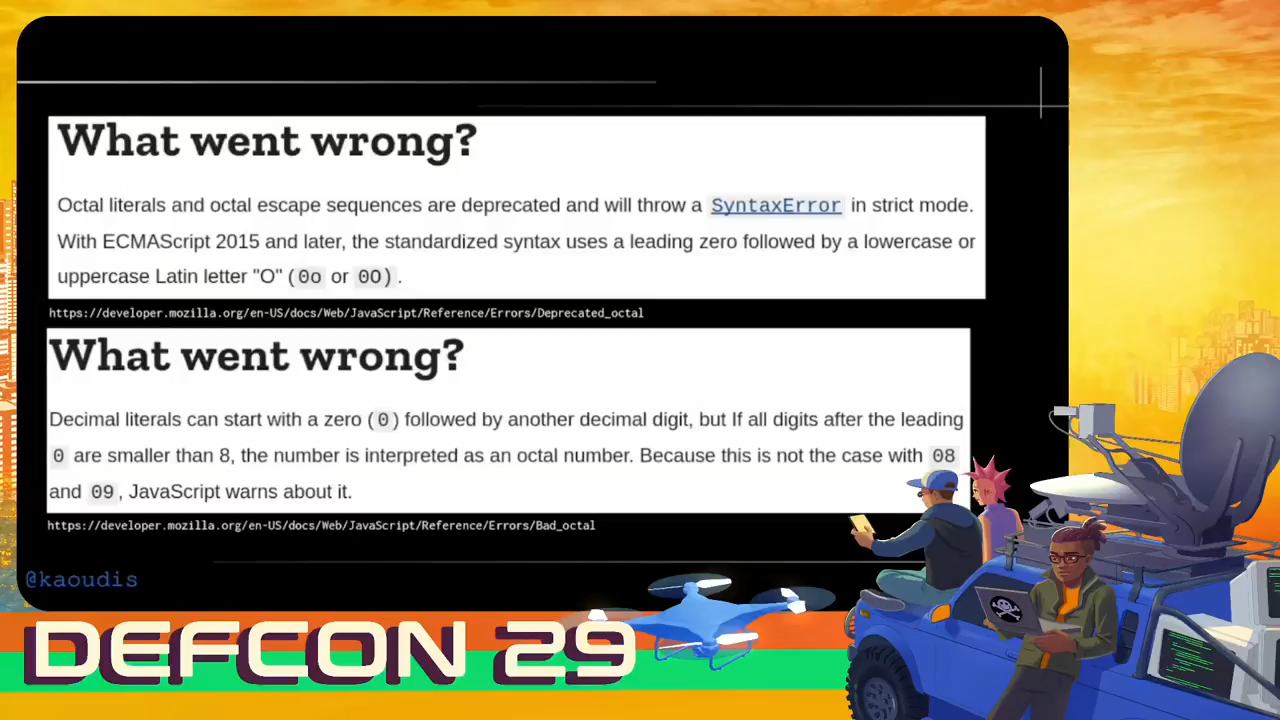 What went wrong?
Octal literals and octal escape sequences are deprecated and will throw a SyntaxError in strict mode.
With ECMAScript 2015 and later, the standardized syntax uses a leading zero followed by a lowercase or
uppercase Latin letter "O" (0o or 0O).
https://developer.mozilla.org/en-US/docs/Web/JavaScript/Reference/Errors/Deprecated_octal
What went wrong?
Decimal literals can start with a zero (0) followed by another decimal digit, but If all digits after the leading
0 are smaller than 8, the number is interpreted as an octal number. Because this is not the case with 08
and 09, JavaScript warns about it.
https://developer.mozilla.org/en-US/docs/Web/JavaScript/Reference/Errors/Bad_octal
@kaoudis
DEFCON 29